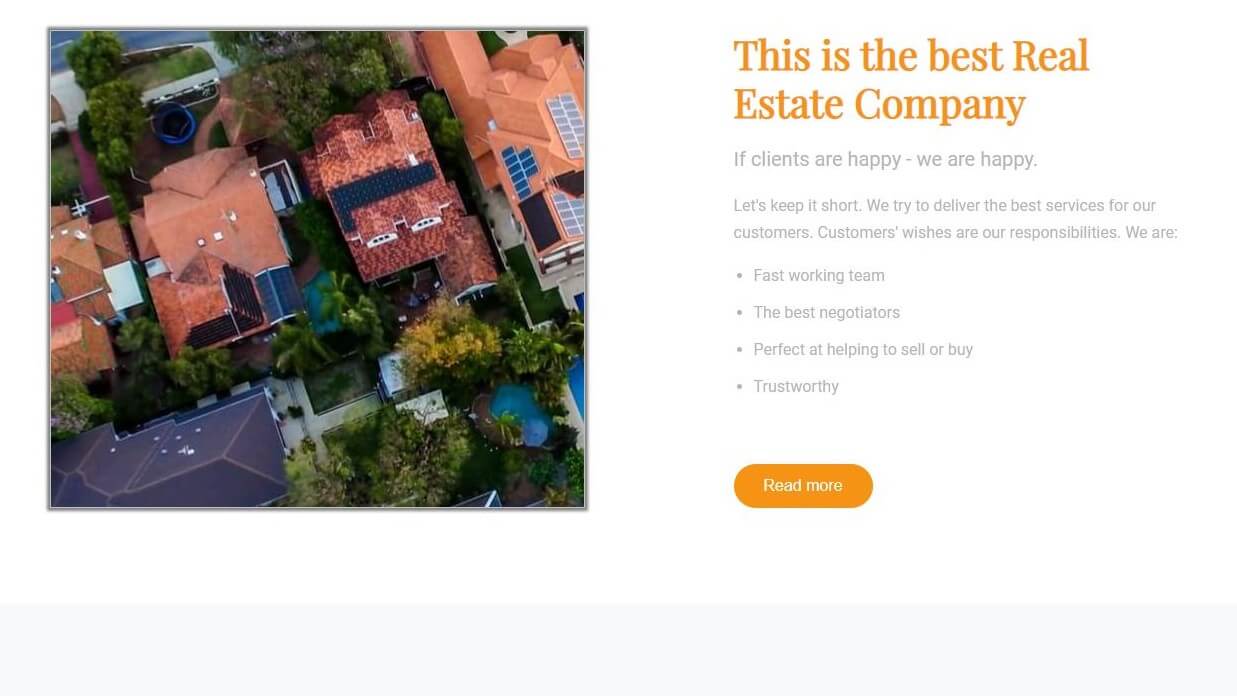 This is the best Real
Estate Company
If clients are happy - we are happy.
Let's keep it short. We try to deliver the best services for our
customers. Customers' wishes are our responsibilities. We are:
• Fast working team
• The best negotiators
• Perfect at helping to sell or buy
• Trustworthy
Read more